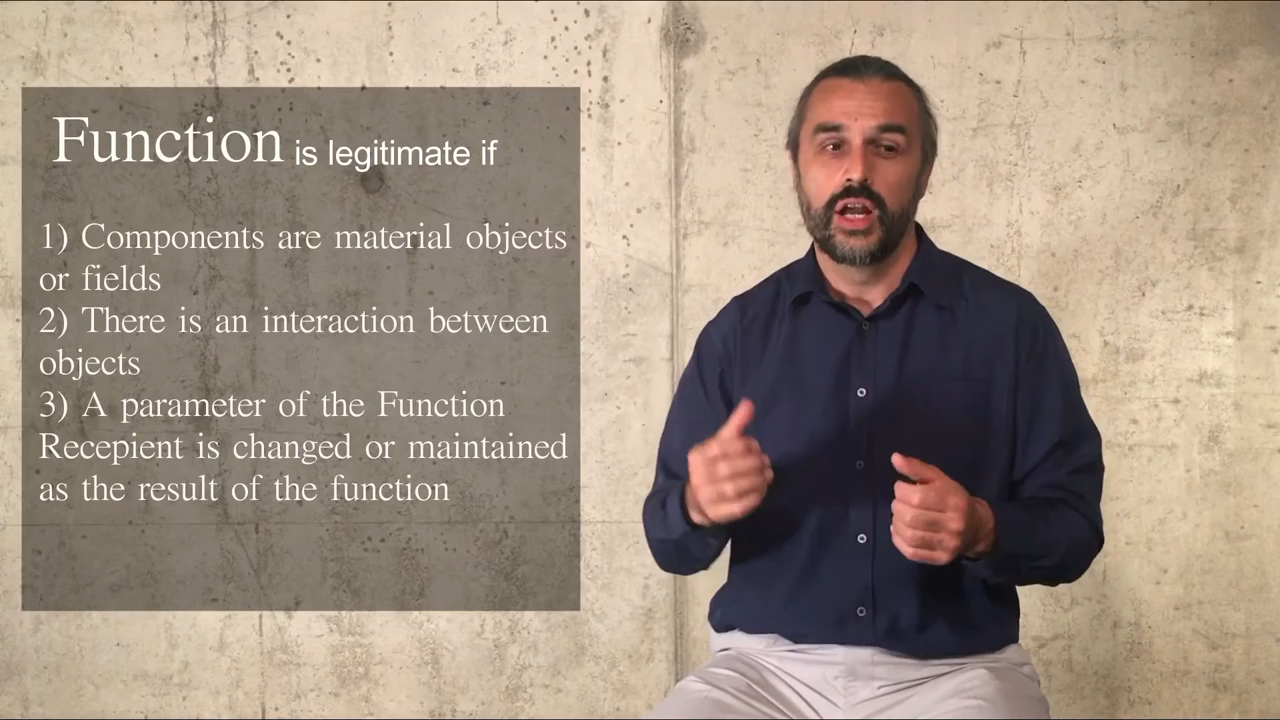 Function is legitimate if
1) Components are material objects
or fields
2) There is an interaction between
objects
3) A parameter of the Function
Recepient is changed or maintained
as the result of the function